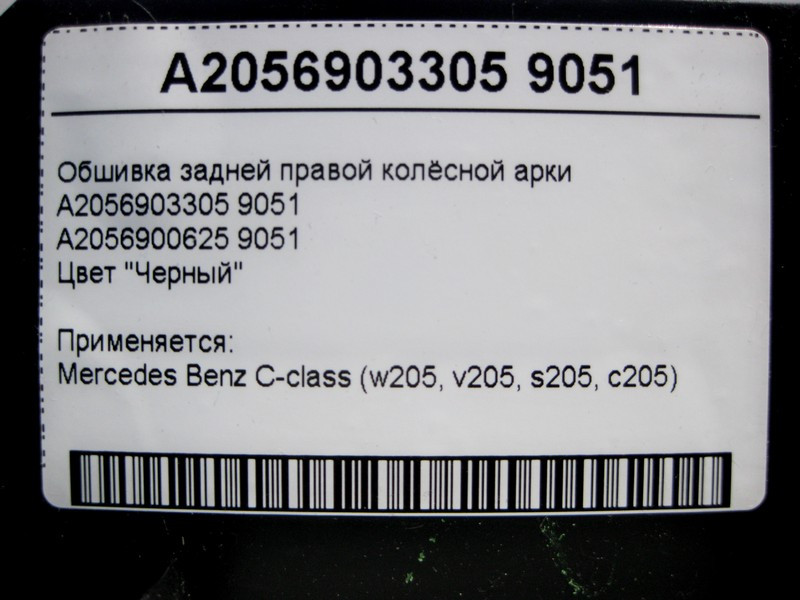 A2056903305 9051
Обшивка задней правой колёсной арки
A2056903305 9051
A2056900625 9051
Цвет "Черный"
Применяется:
Mercedes Benz C-class (w205, v205, s205, c205)